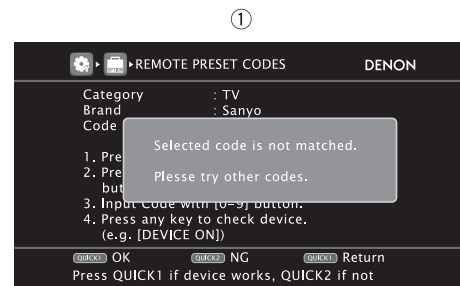 ①
OPTION REMOTE PRESET CODES DENON
Category : TV
Brand : Sanyo
Code
Selected code is not matched.
1. Pre
2. Pre
Plesse try other codes.
but
3. Input Code with [0–9] button.
4. Press any key to check device.
(e.g. [DEVICE ON])
QUICK1 OK QUICK2 NG QUICK1 Return
Press QUICK1 if device works, QUICK2 if not